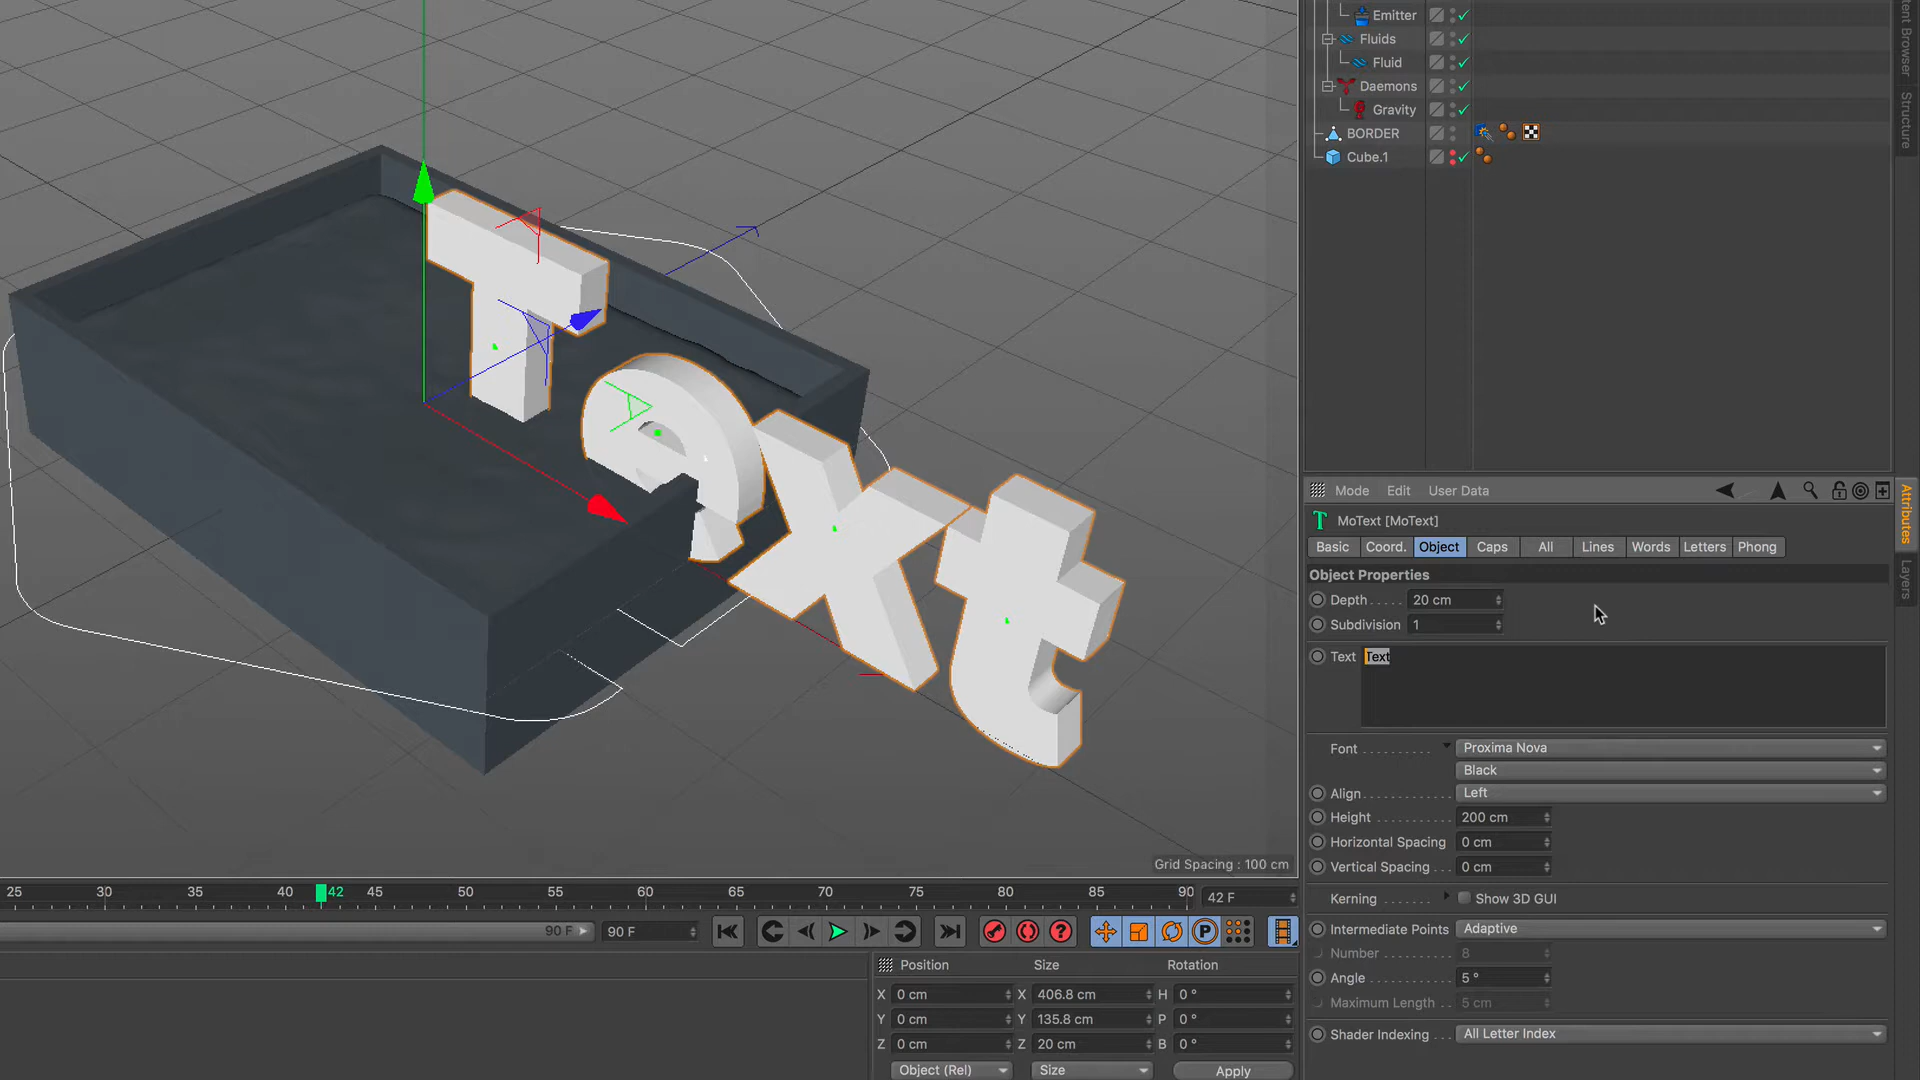 Emitter
Fluids
Fluid
Daemons
Gravity
BORDER
Cube.1
Structure
Mode Edit User Data
MoText [MoText]
Basic Coord. Object Caps All Lines Words Letters Phong
Attributes
Layers
Object Properties
Depth 20 cm
Subdivision 1
Text Text
Font Proxima Nova
Black
Align Left
Height 200 cm
Horizontal Spacing 0 cm
Vertical Spacing 0 cm
Kerning Show 3D GUI
Intermediate Points Adaptive
Number 8
Angle 5 °
Maximum Length 5 cm
Shader Indexing All Letter Index
Text
Grid Spacing : 100 cm
25 30 35 40 42 45 50 55 60 65 70 75 80 85 90 42 F
90 F 90 F
P
Position Size Rotation
X 0 cm X 406.8 cm H 0 °
Y 0 cm Y 135.8 cm P 0 °
Z 0 cm Z 20 cm B 0 °
Object (Rel) Size Apply